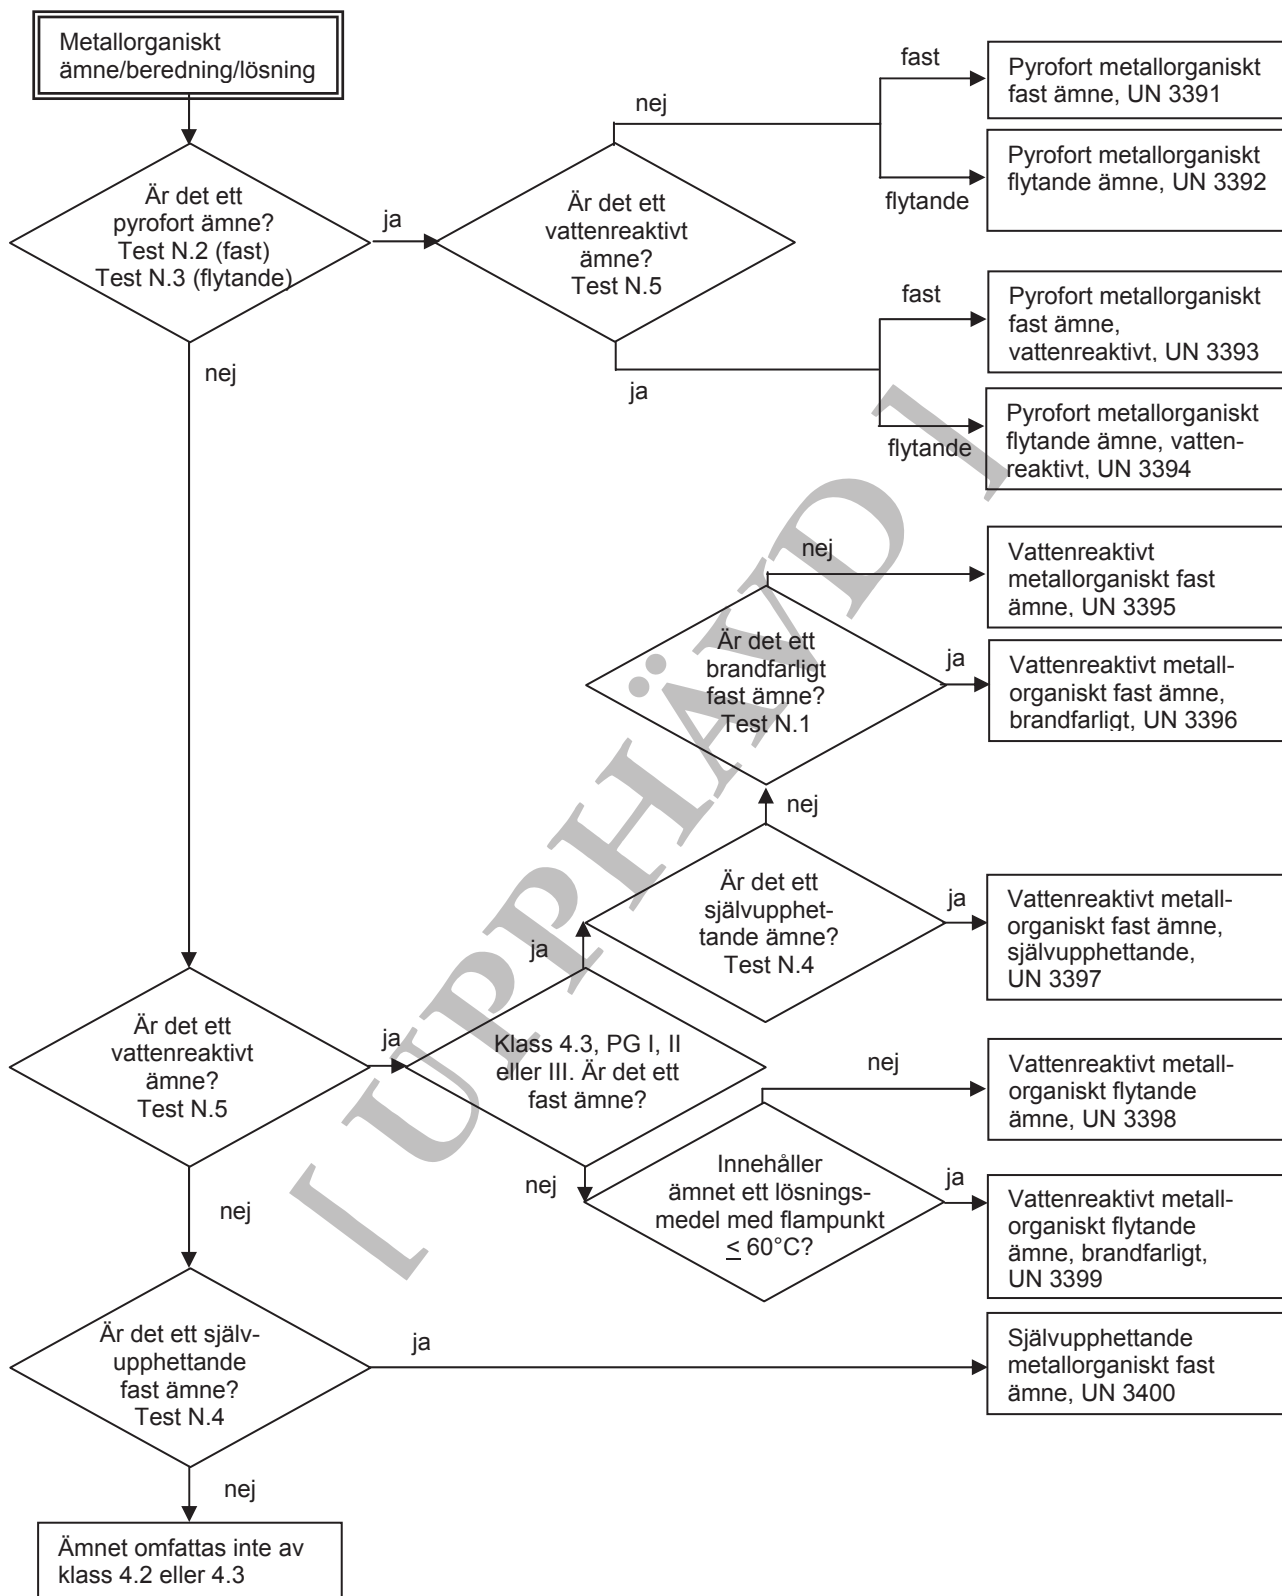 Metallorganiskt
ämne/beredning/lösning
Är det ett
pyrofort ämne?
Test N.2 (fast)
Test N.3 (flytande)
ja
nej
Är det ett
vattenreaktivt
ämne?
Test N.5
nej
ja
fast
flytande
Pyrofort metallorganiskt
fast ämne, UN 3391
Pyrofort metallorganiskt
flytande ämne, UN 3392
fast
flytande
Pyrofort metallorganiskt
fast ämne,
vattenreaktivt, UN 3393
Pyrofort metallorganiskt
flytande ämne, vatten-
reaktivt, UN 3394
nej
Vattenreaktivt
metallorganiskt fast
ämne, UN 3395
Är det ett
brandfarligt
fast ämne?
Test N.1
ja
Vattenreaktivt metall-
organiskt fast ämne,
brandfarligt, UN 3396
nej
Är det ett
självupphet-
tande ämne?
Test N.4
ja
Vattenreaktivt metall-
organiskt fast ämne,
självupphettande,
UN 3397
ja
Är det ett
vattenreaktivt
ämne?
Test N.5
ja
Klass 4.3, PG I, II
eller III. Är det ett
fast ämne?
nej
Vattenreaktivt metall-
organiskt flytande
ämne, UN 3398
nej
nej
Innehåller
ämnet ett lösnings-
medel med flampunkt
≤ 60°C?
ja
Vattenreaktivt metall-
organiskt flytande
ämne, brandfarligt,
UN 3399
Är det ett själv-
upphettande
fast ämne?
Test N.4
ja
Självupphettande
metallorganiskt fast
ämne, UN 3400
nej
Ämnet omfattas inte av
klass 4.2 eller 4.3
[ UPPHÄVD ]